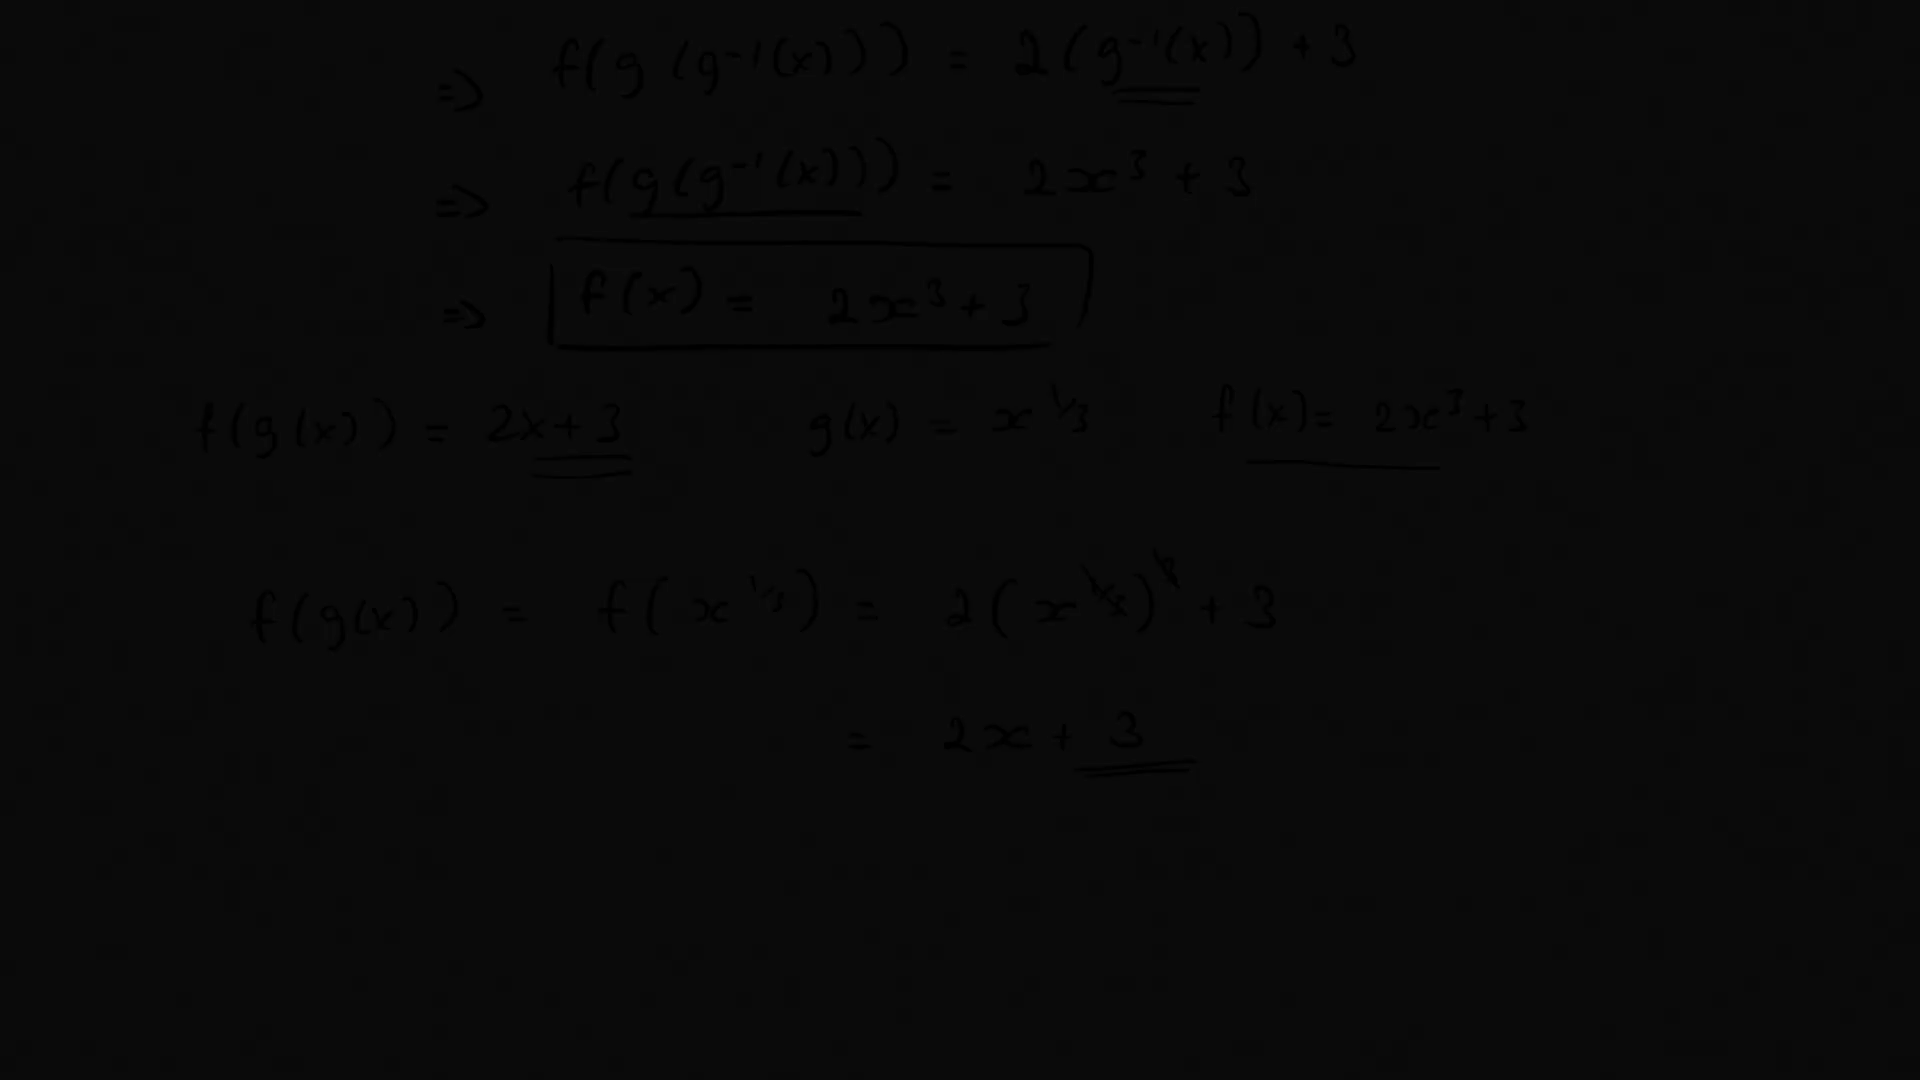 => f(g(g⁻¹(x))) = 2(g⁻¹(x)) + 3
=> f(g(g⁻¹(x))) = 2x³ + 3
=> f(x) = 2x³ + 3
f(g(x)) = 2x + 3 g(x) = x^1/3 f(x) = 2x³ + 3
f(g(x)) = f(x^1/3) = 2(x^1/3)³ + 3
= 2x + 3